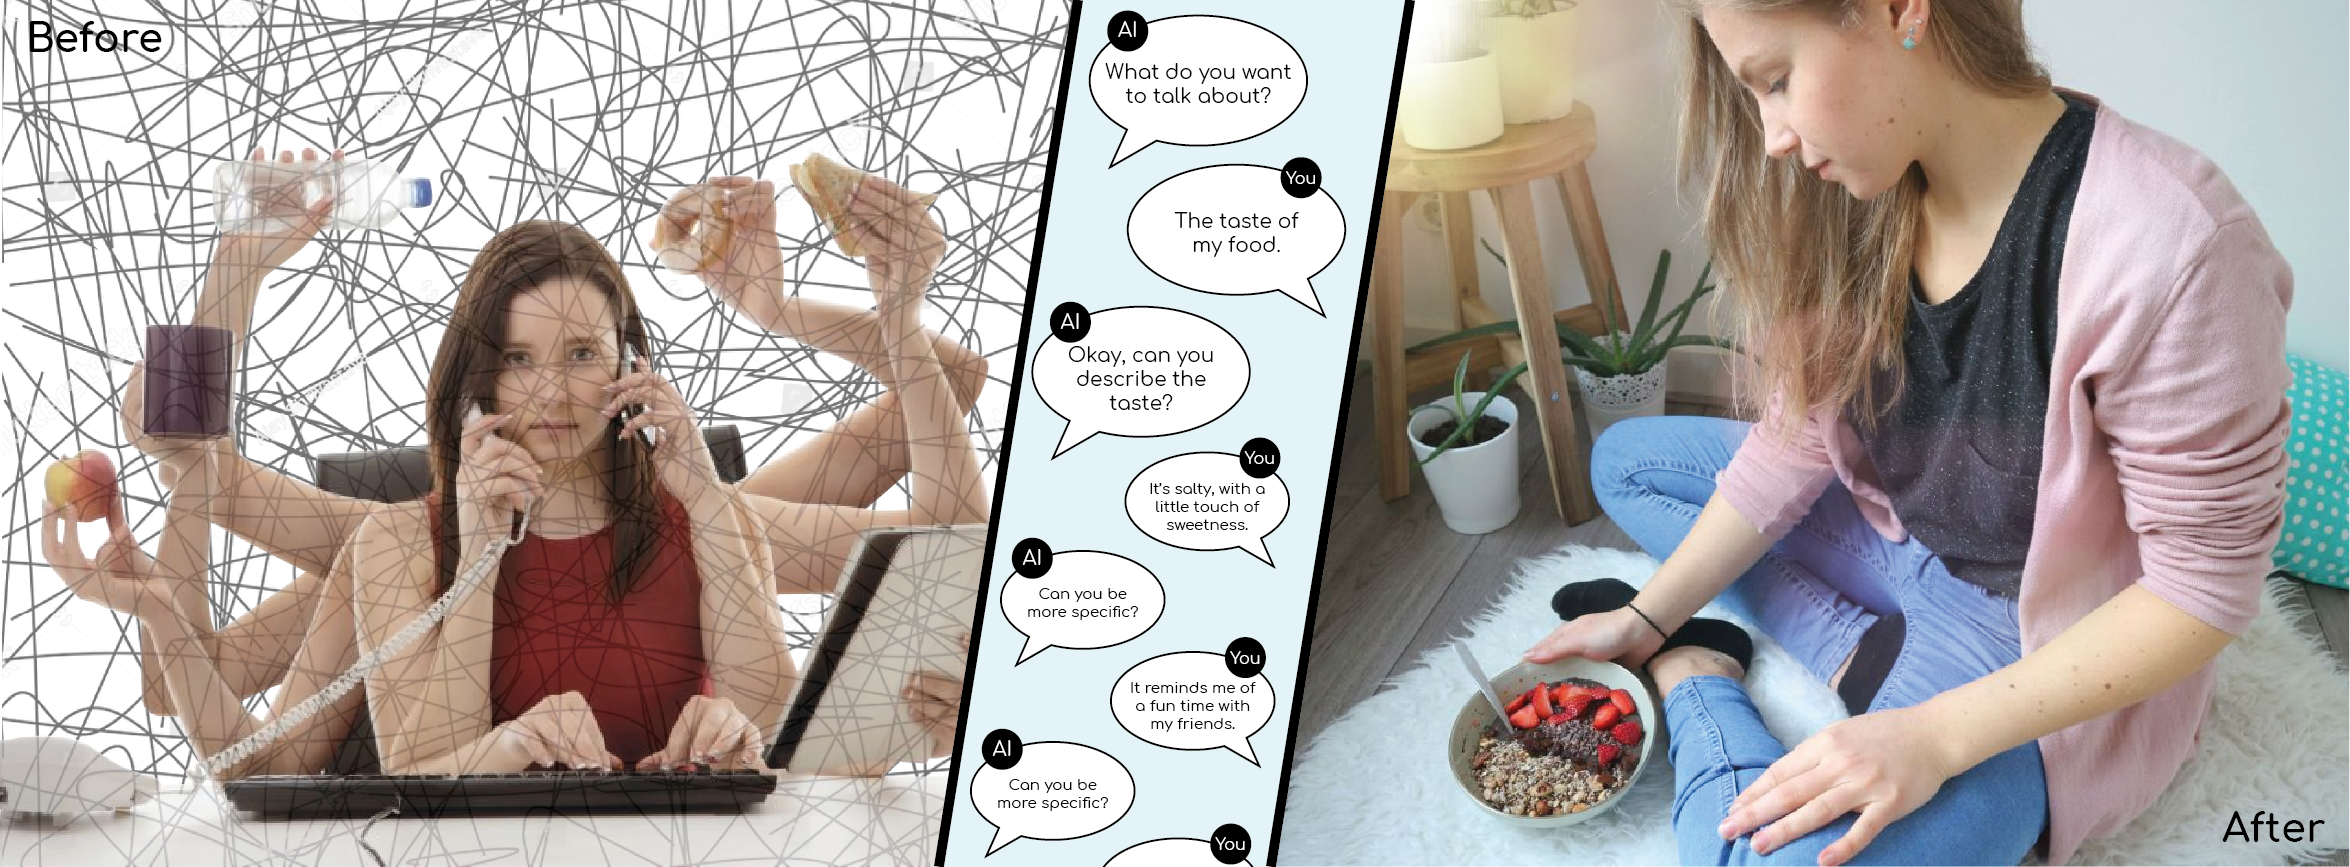 Before
AI
What do you want
to talk about?
You
The taste of
my food.
AI
Okay, can you
describe the
taste?
You
It's salty, with a
little touch of
sweetness.
AI
Can you be
more specific?
You
It reminds me of
a fun time with
my friends.
AI
Can you be
more specific?
You
After